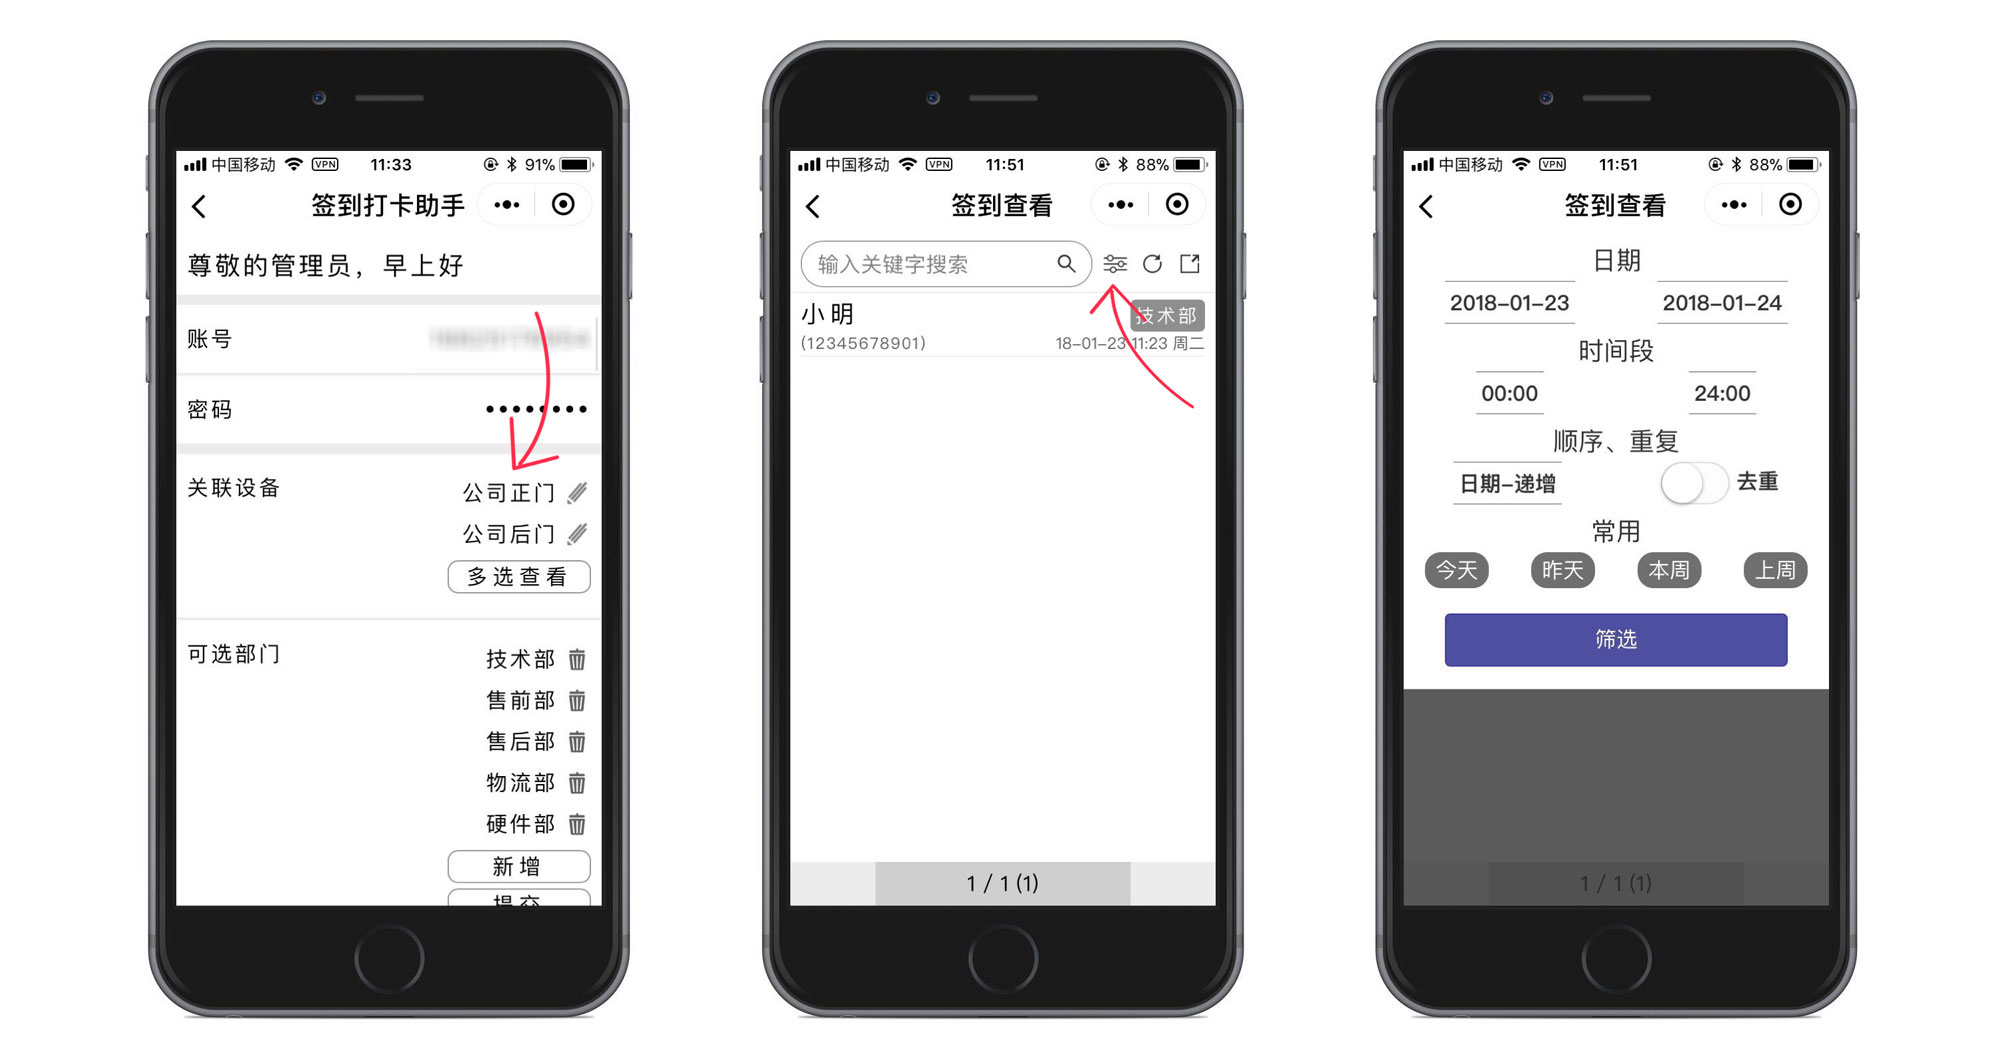 中国移动 VPN 11:33 91%
签到打卡助手
尊敬的管理员，早上好
账号
密码 ••••••••
关联设备
公司正门
公司后门
多选查看
可选部门
技术部
售前部
售后部
物流部
硬件部
新增
提交
中国移动 VPN 11:51 88%
签到查看
输入关键字搜索
小明 技术部
(12345678901) 18-01-23 11:23 周二
1 / 1 (1)
中国移动 VPN 11:51 88%
签到查看
日期
2018-01-23 2018-01-24
时间段
00:00 24:00
顺序、重复
日期-递增 去重
常用
今天 昨天 本周 上周
筛选
1 / 1 (1)